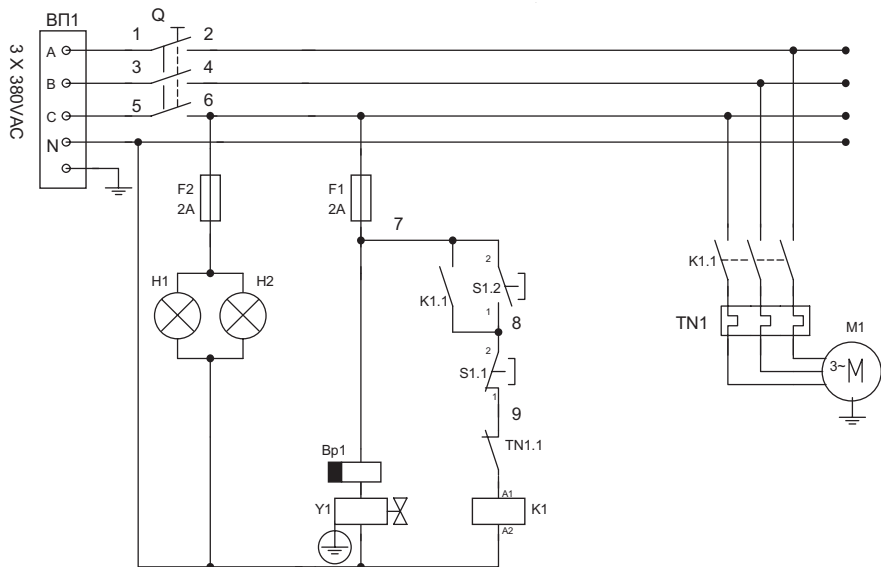 ВП1
Q
3 X 380VAC
A
1
2
B
3
4
C
5
6
N
F2
2A
F1
2A
7
H1
H2
K1.1
2
S1.2
1
8
2
S1.1
1
9
TN1.1
Bp1
Y1
A1
A2
K1
K1.1
TN1
M1
3~M